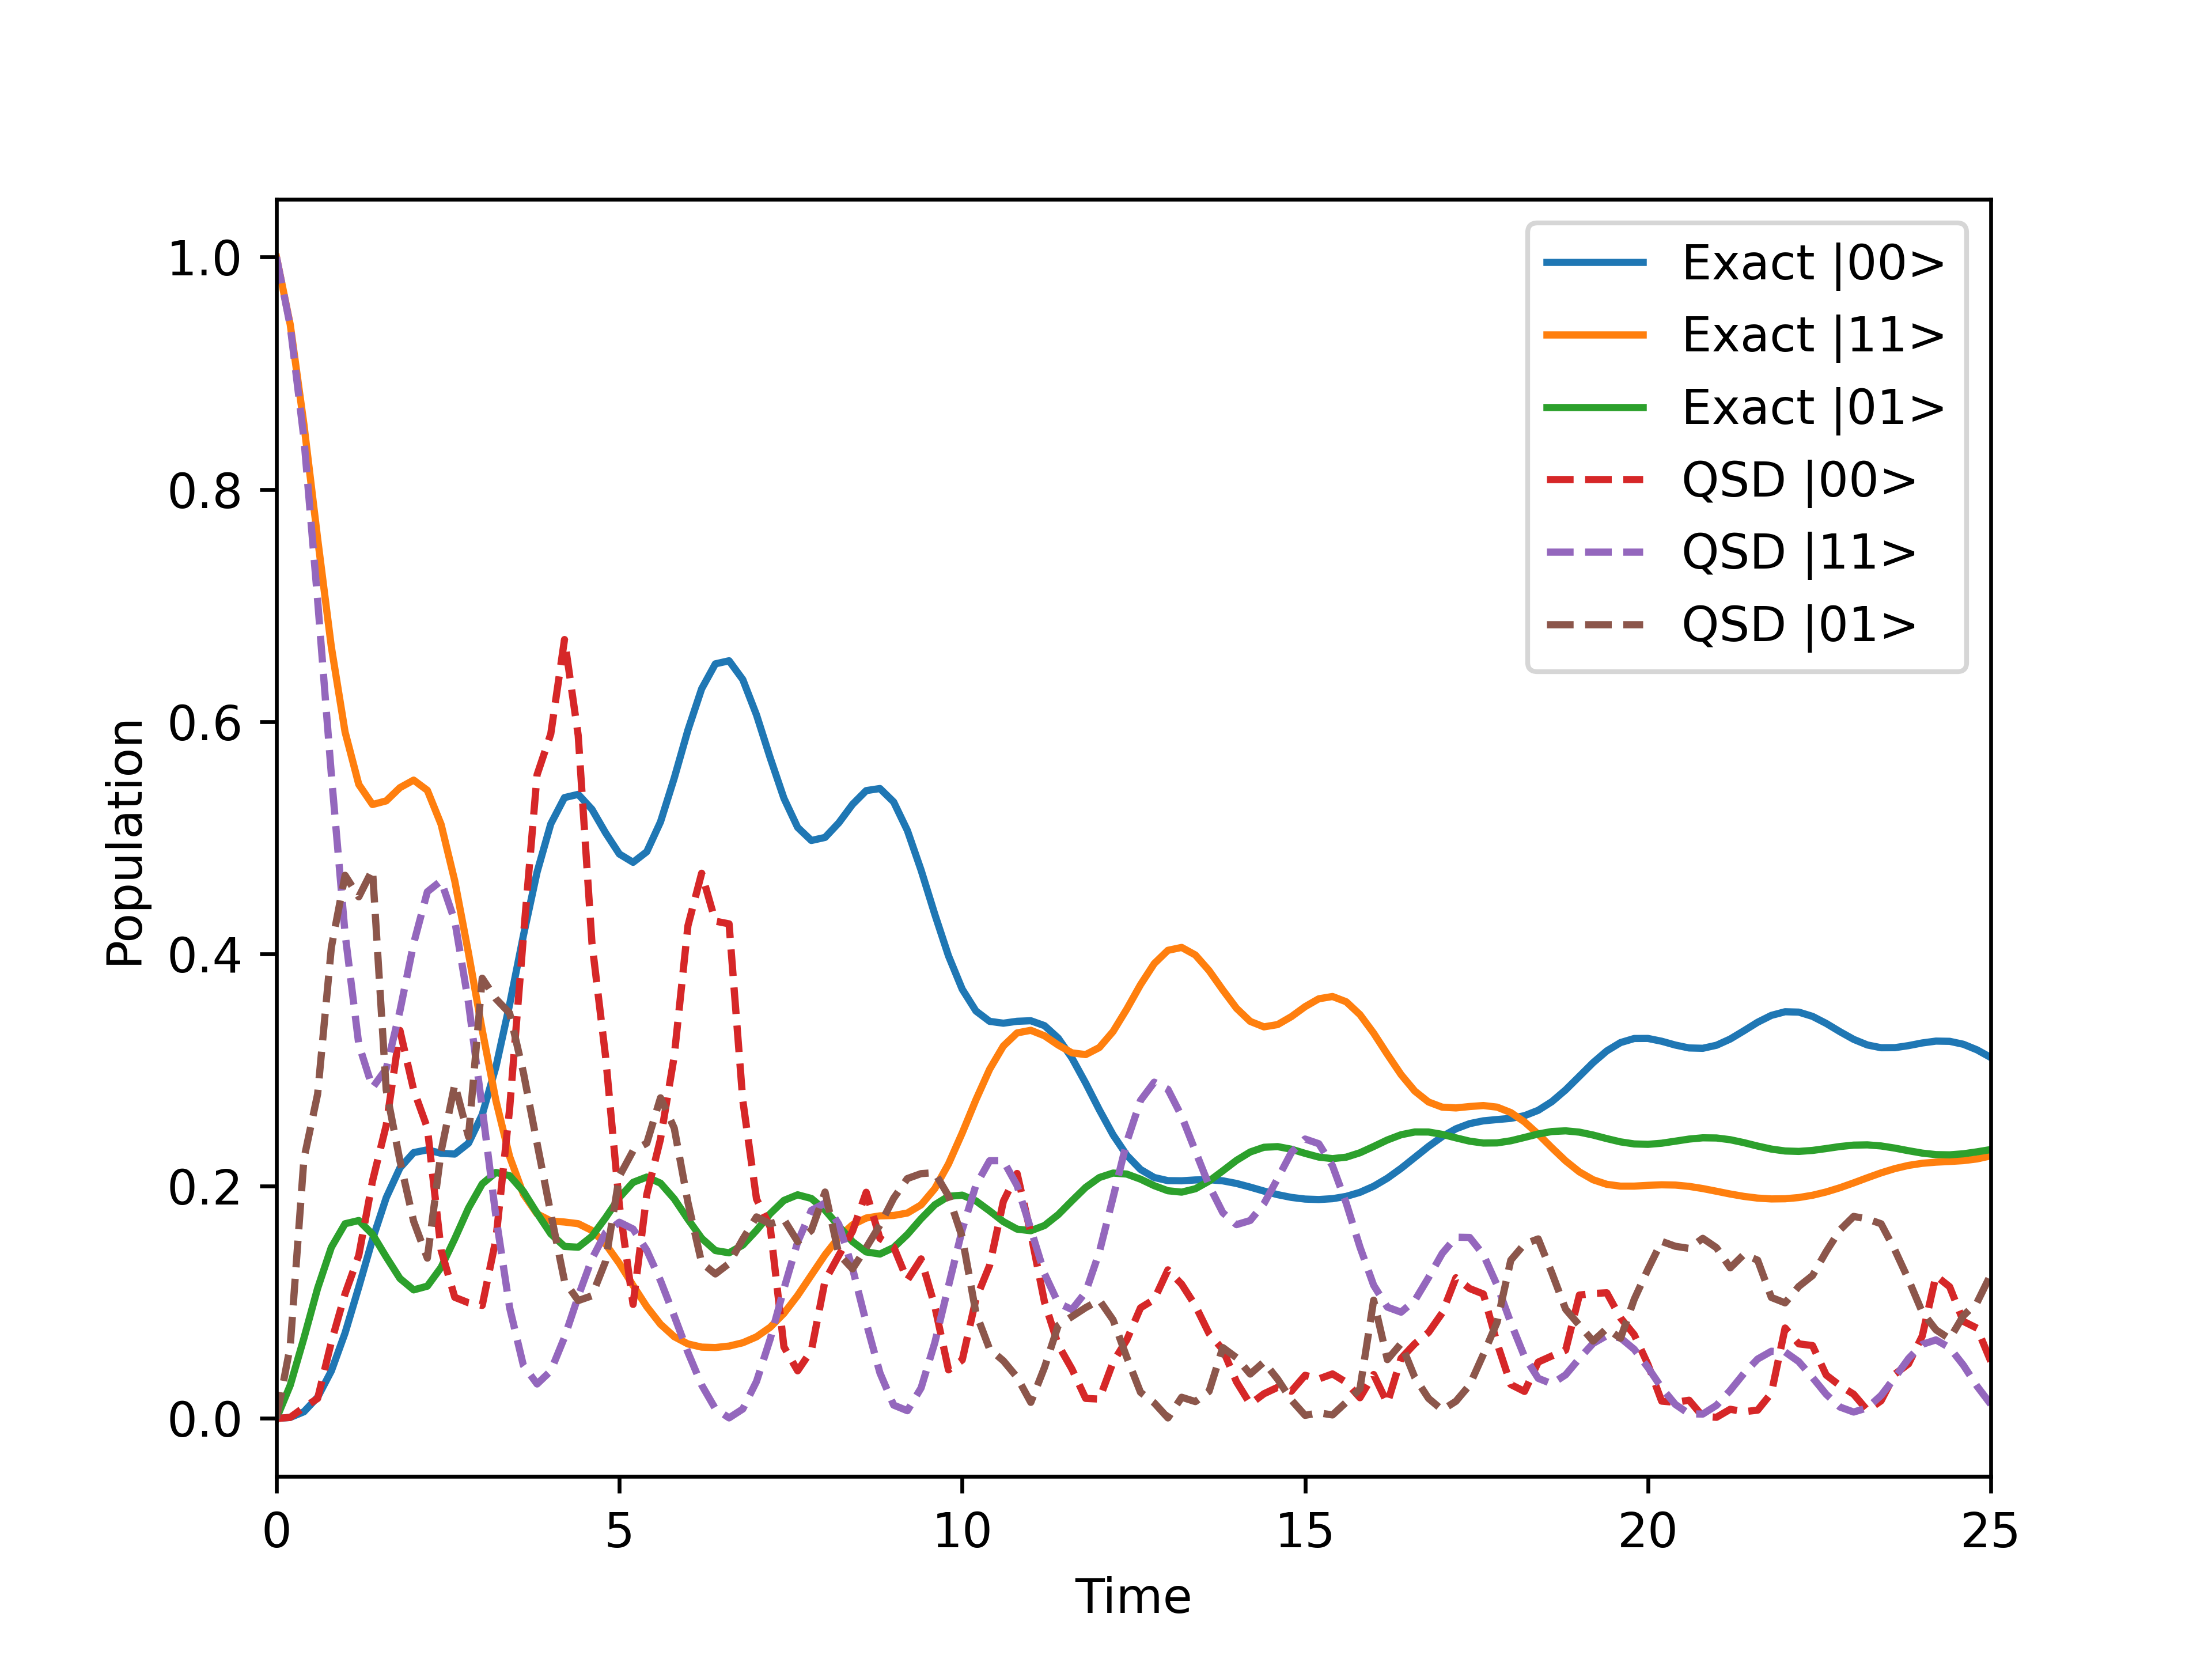 1.0
0.8
0.6
0.4
0.2
0.0
Population
0 5 10 15 20 25
Time
Exact |00>
Exact |11>
Exact |01>
QSD |00>
QSD |11>
QSD |01>